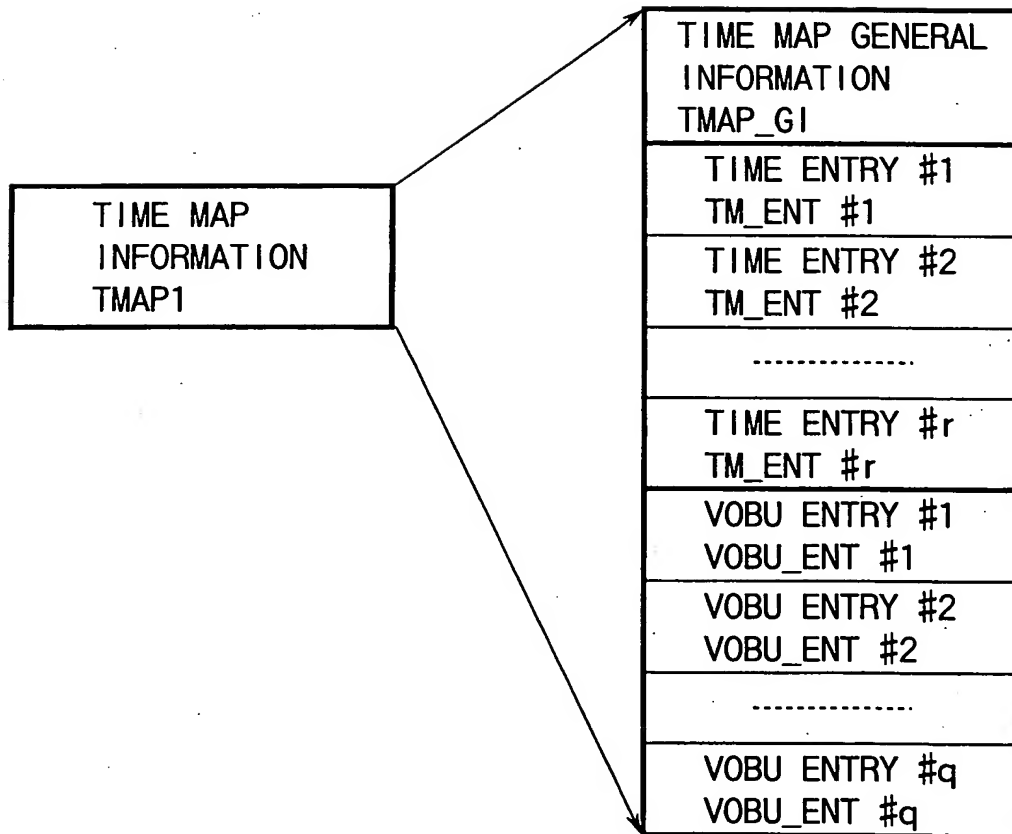 TIME MAP
INFORMATION
TMAP1
TIME MAP GENERAL
INFORMATION
TMAP_GI
TIME ENTRY #1
TM_ENT #1
TIME ENTRY #2
TM_ENT #2
TIME ENTRY #r
TM_ENT #r
VOBU ENTRY #1
VOBU_ENT #1
VOBU ENTRY #2
VOBU_ENT #2
VOBU ENTRY #q
VOBU_ENT #q